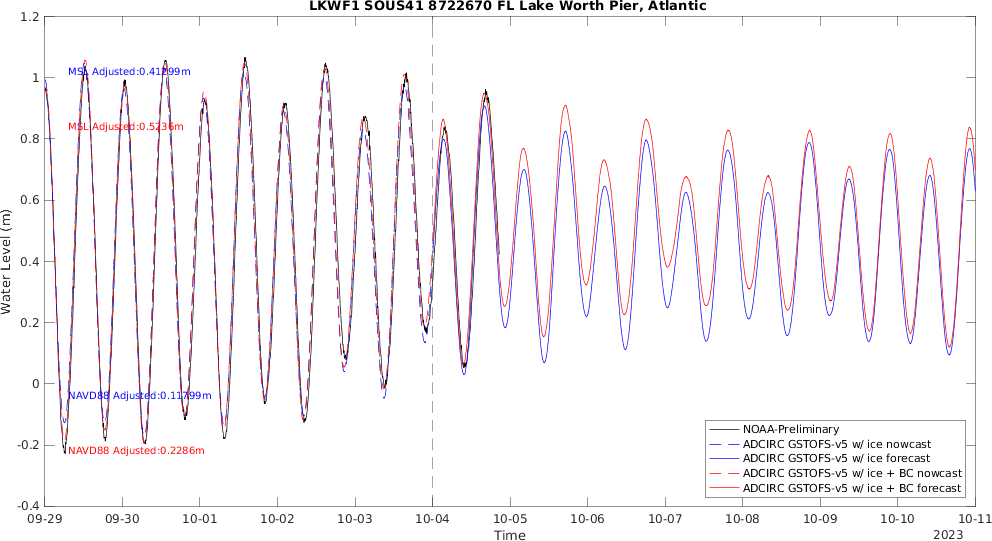 LKWF1 SOUS41 8722670 FL Lake Worth Pier, Atlantic
1.2
1
0.8
0.6
0.4
0.2
0
-0.2
-0.4
Water Level (m)
MSL Adjusted:0.41299m
MSL Adjusted:0.5236m
NAVD88 Adjusted:0.11799m
NAVD88 Adjusted:0.2286m
NOAA-Preliminary
ADCIRC GSTOFS-v5 w/ ice nowcast
ADCIRC GSTOFS-v5 w/ ice forecast
ADCIRC GSTOFS-v5 w/ ice + BC nowcast
ADCIRC GSTOFS-v5 w/ ice + BC forecast
09-29 09-30 10-01 10-02 10-03 10-04 10-05 10-06 10-07 10-08 10-09 10-10 10-11
Time
2023